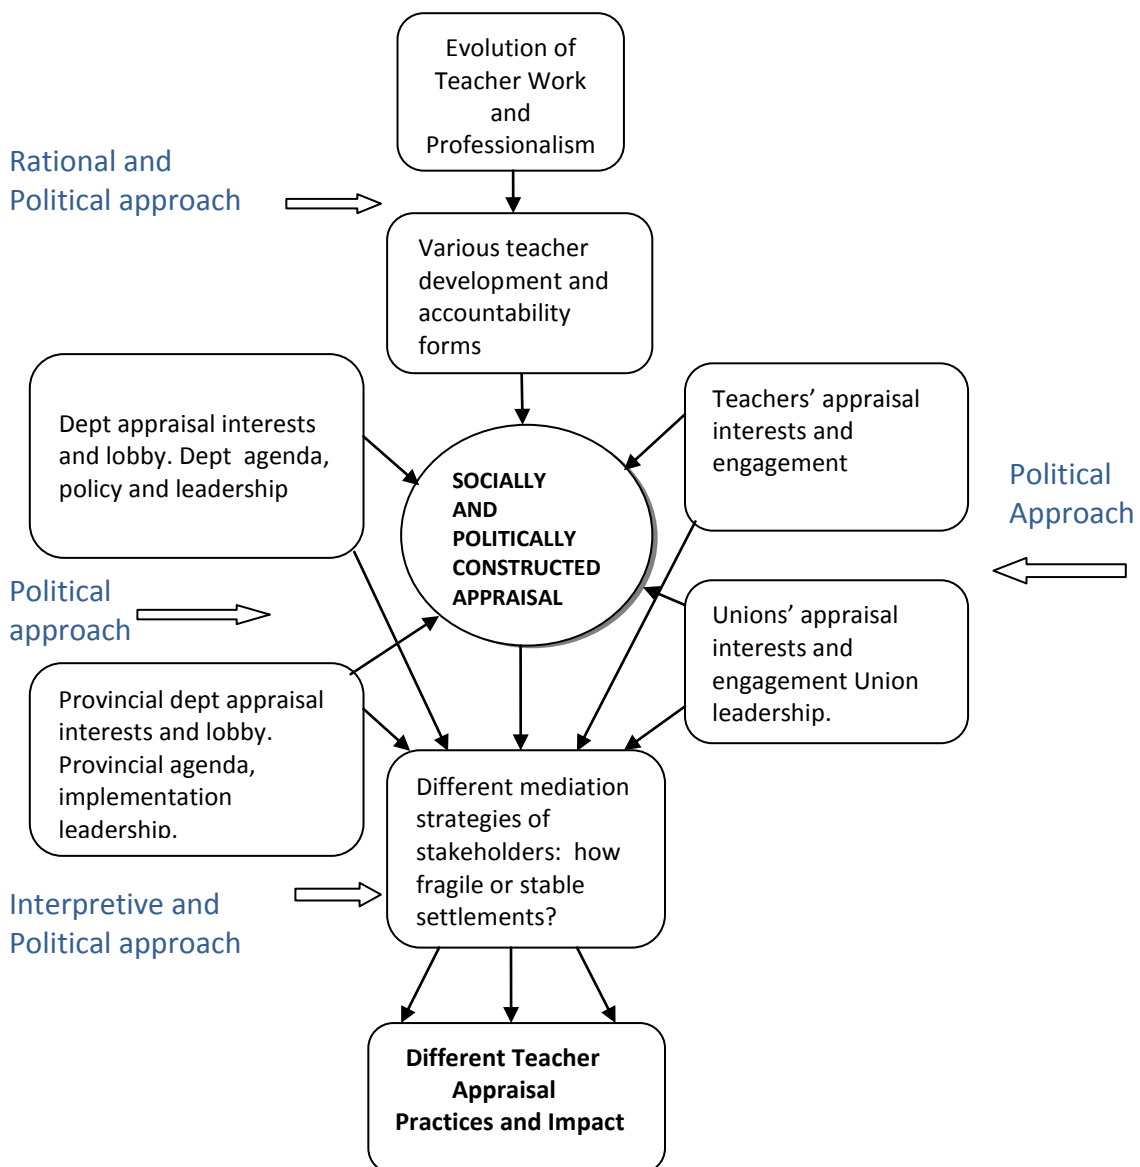 Evolution of
Teacher Work
and
Professionalism
Rational and
Political approach
Various teacher
development and
accountability
forms
Dept appraisal interests
and lobby. Dept  agenda,
policy and leadership
SOCIALLY
AND
POLITICALLY
CONSTRUCTED
APPRAISAL
Teachers’ appraisal
interests and
engagement
Political
Approach
Political
approach
Unions’ appraisal
interests and
engagement Union
leadership.
Provincial dept appraisal
interests and lobby.
Provincial agenda,
implementation
leadership.
Different mediation
strategies of
stakeholders:  how
fragile or stable
settlements?
Interpretive and
Political approach
Different Teacher
Appraisal
Practices and Impact